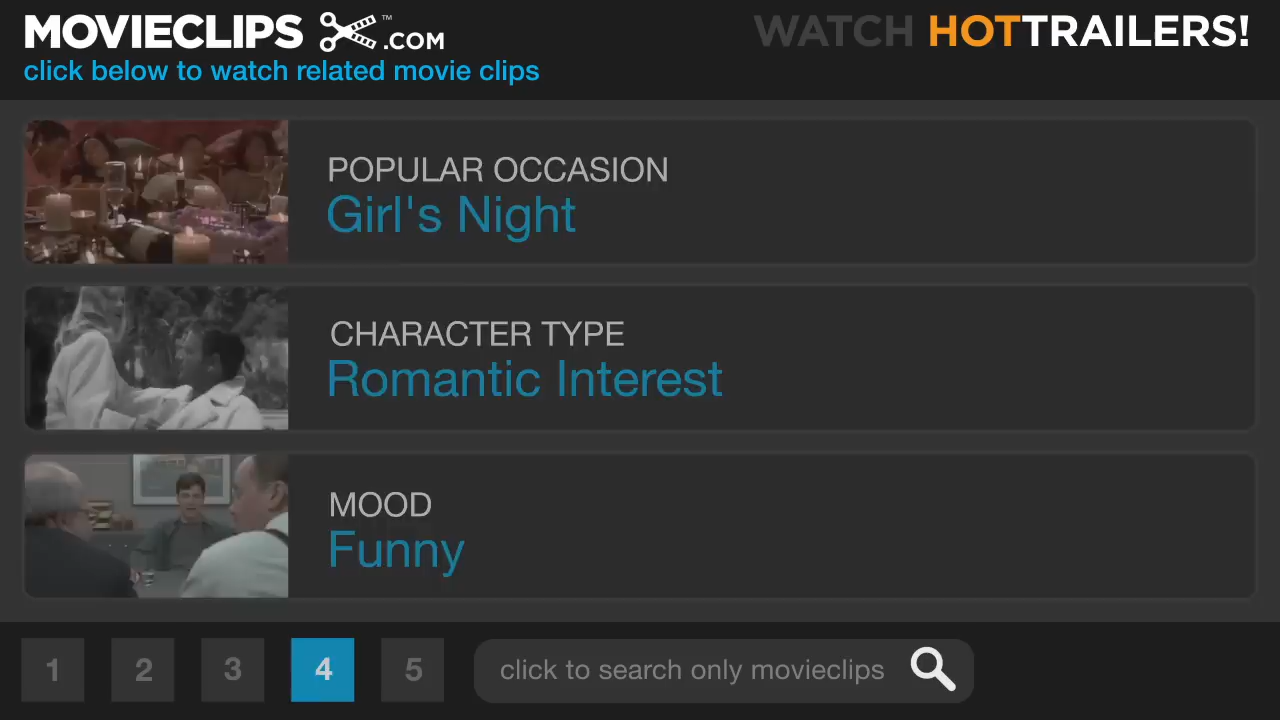 MOVIECLIPS ™ .COM
WATCH HOTTRAILERS!
click below to watch related movie clips
POPULAR OCCASION
Girl's Night
CHARACTER TYPE
Romantic Interest
MOOD
Funny
1 2 3 4 5
click to search only movieclips